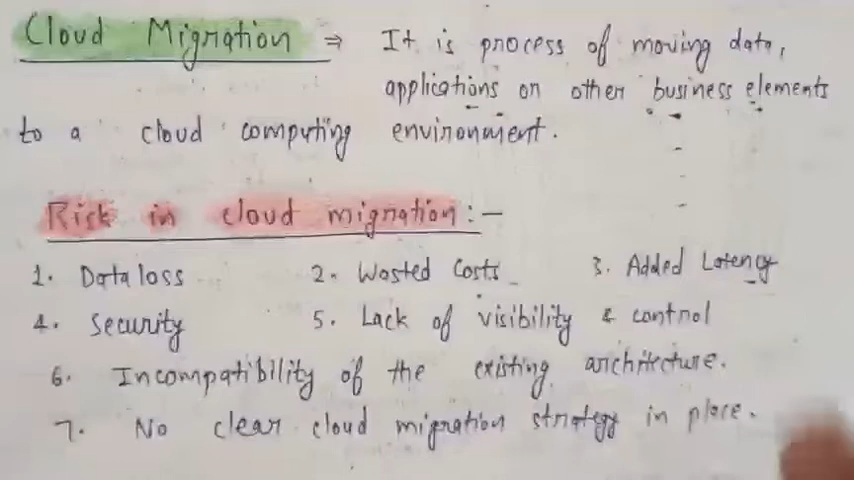 Cloud Migration ⇒ It is process of moving data,
applications or other business elements
to a cloud computing environment.
Risk in cloud migration :-
1. Data loss 2. Wasted Costs 3. Added Latency
4. Security 5. Lack of visibility & control
6. Incompatibility of the existing architecture.
7. No clear cloud migration strategy in place.